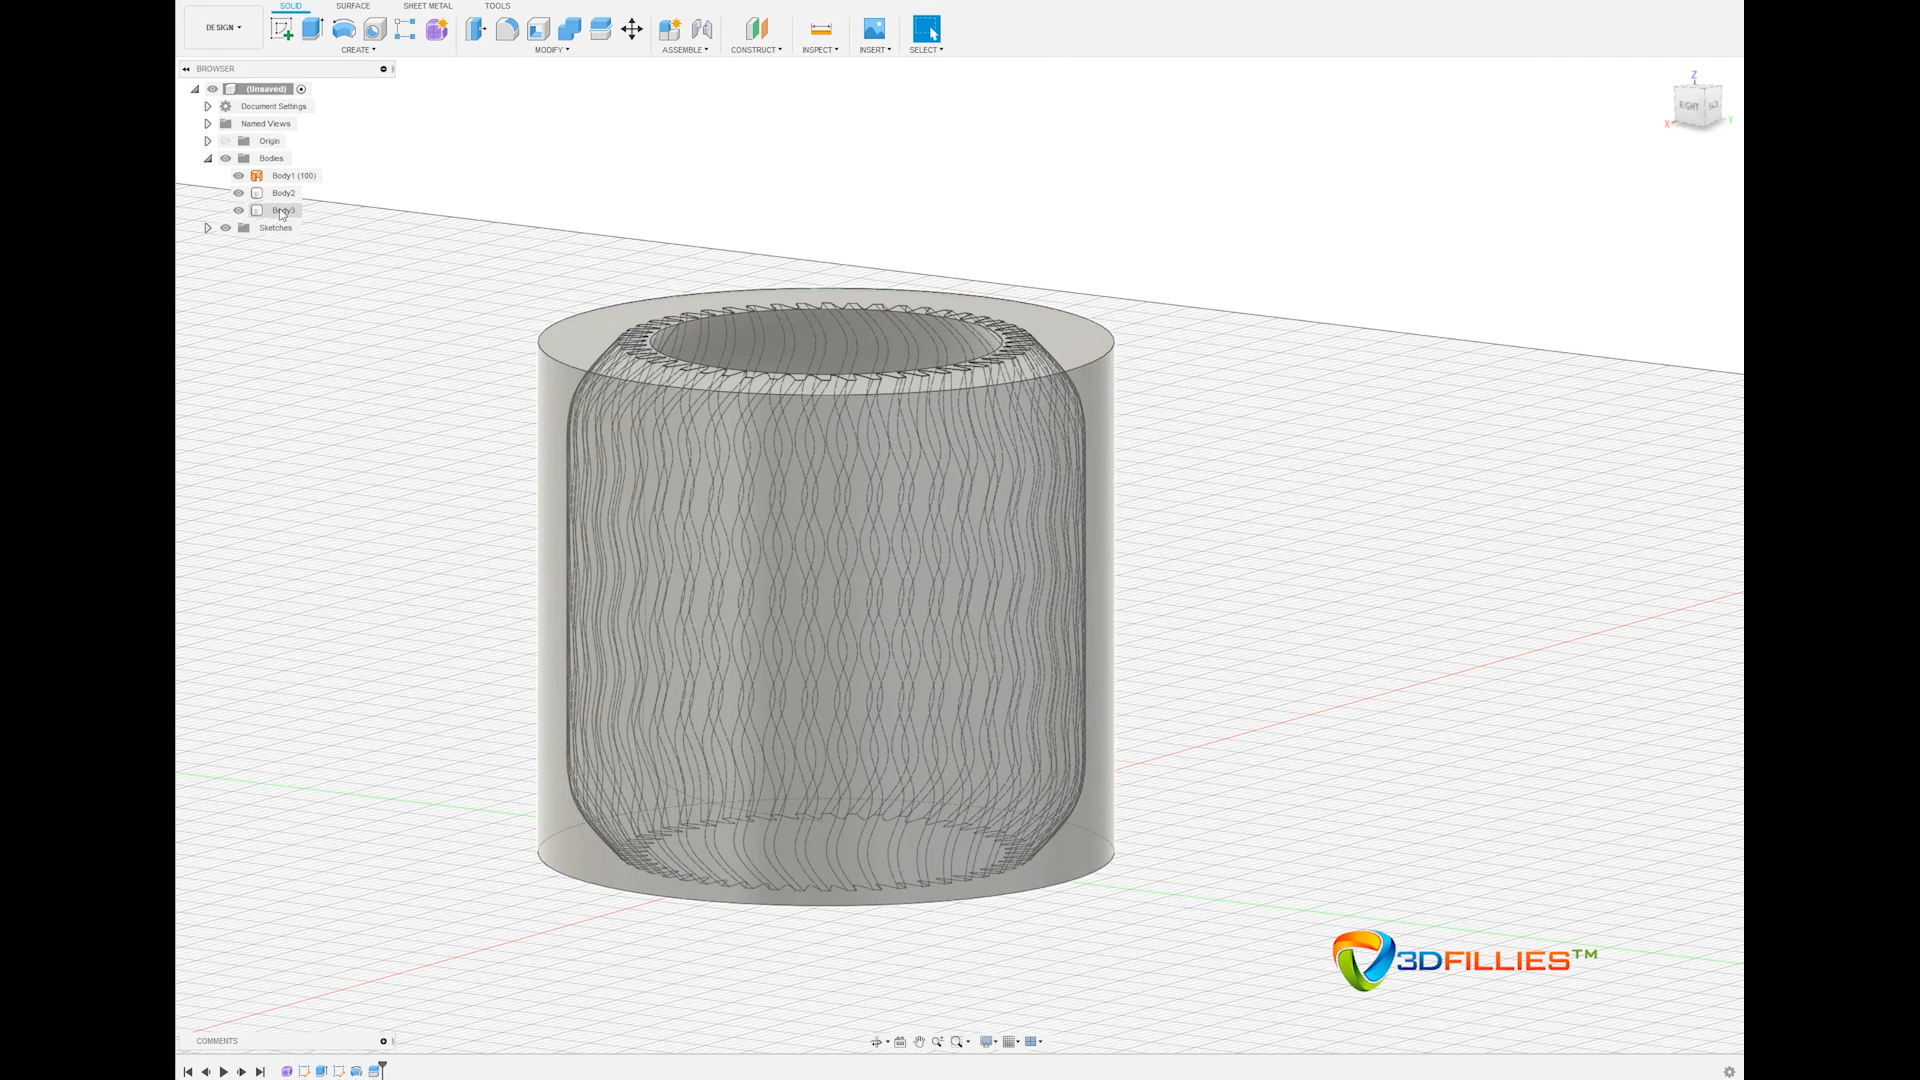 SOLID SURFACE SHEET METAL TOOLS
DESIGN
CREATE MODIFY ASSEMBLE CONSTRUCT INSPECT INSERT SELECT
BROWSER
(Unsaved)
Document Settings
Named Views
Origin
Bodies
Body1 (100)
Body2
Body3
Sketches
Z
RIGHT
X
Y
3DFILLIES™
COMMENTS